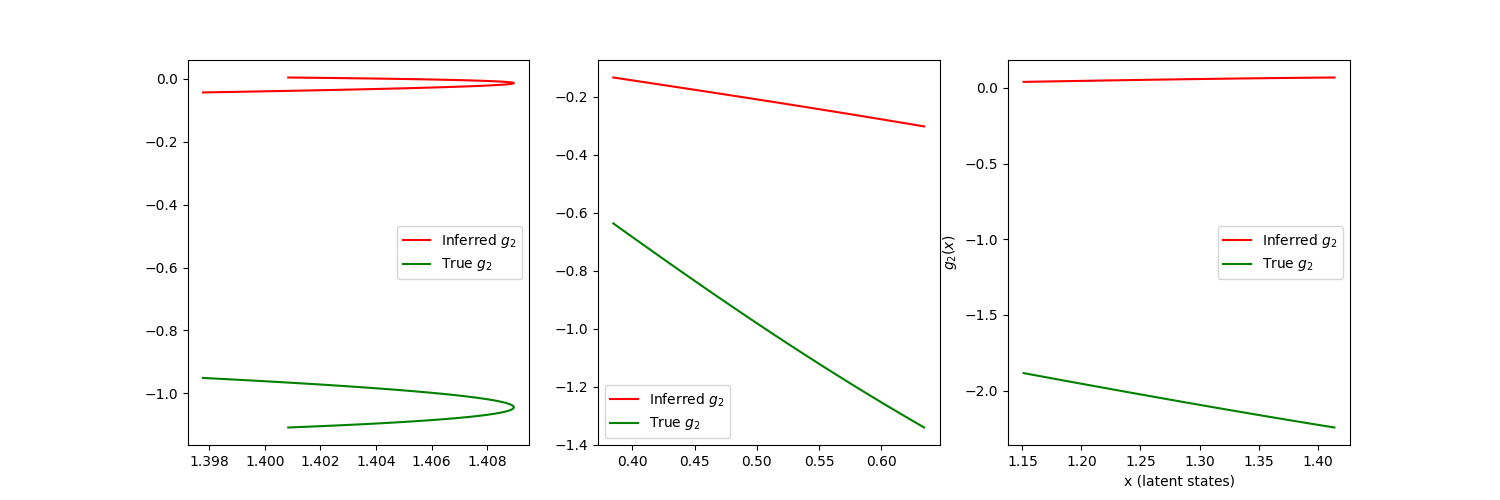 0.0
−0.2
−0.4
−0.6
−0.8
−1.0
1.398 1.400 1.402 1.404 1.406 1.408
Inferred g₂
True g₂
−0.2
−0.4
−0.6
−0.8
−1.0
−1.2
−1.4
0.40 0.45 0.50 0.55 0.60
Inferred g₂
True g₂
g₂(x)
0.0
−0.5
−1.0
−1.5
−2.0
1.15 1.20 1.25 1.30 1.35 1.40
x (latent states)
Inferred g₂
True g₂